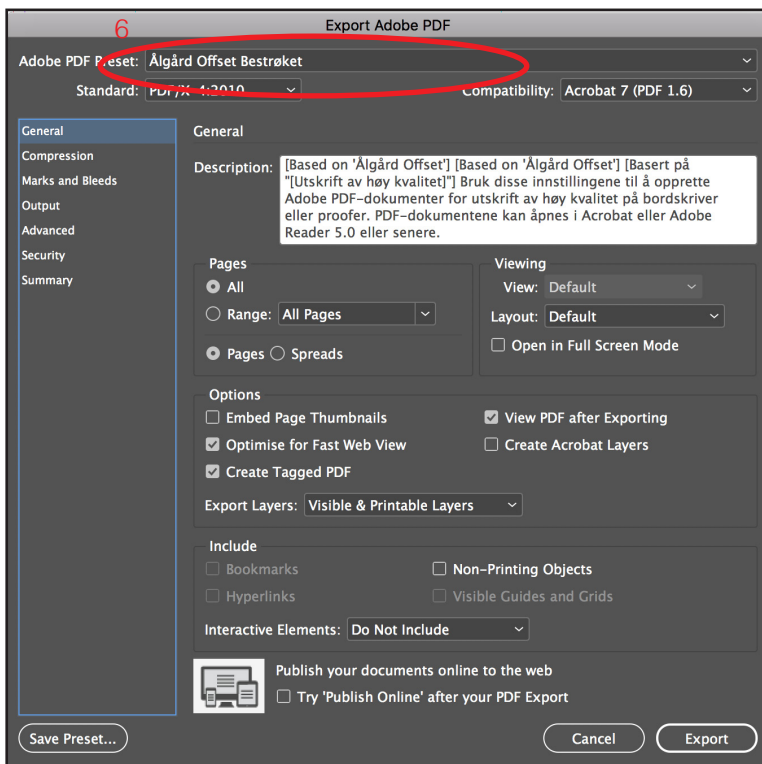 6
Export Adobe PDF
Adobe PDF Preset: Ålgård Offset Bestrøket
Standard: PDF/X-4:2010 Compatibility: Acrobat 7 (PDF 1.6)
General
Compression
Marks and Bleeds
Output
Advanced
Security
Summary
General
Description: [Based on 'Ålgård Offset'] [Based on 'Ålgård Offset'] [Basert på
"[Utskrift av høy kvalitet]"] Bruk disse innstillingene til å opprette
Adobe PDF-dokumenter for utskrift av høy kvalitet på bordskriver
eller proofer. PDF-dokumentene kan åpnes i Acrobat eller Adobe
Reader 5.0 eller senere.
Pages
All
Range: All Pages
Pages Spreads
Viewing
View: Default
Layout: Default
Open in Full Screen Mode
Options
Embed Page Thumbnails
Optimise for Fast Web View
Create Tagged PDF
View PDF after Exporting
Create Acrobat Layers
Export Layers: Visible & Printable Layers
Include
Bookmarks
Hyperlinks
Non-Printing Objects
Visible Guides and Grids
Interactive Elements: Do Not Include
Publish your documents online to the web
Try 'Publish Online' after your PDF Export
Save Preset... Cancel Export